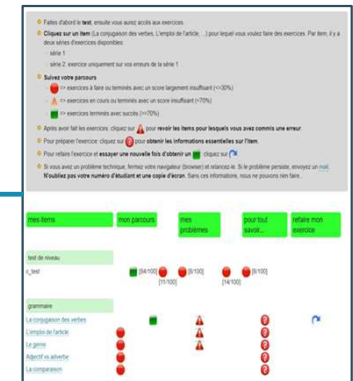 Faites d'abord le test, ensuite vous aurez accès aux exercices.
Cliquez sur un item (La conjugaison des verbes, L'emploi de l'article, ...) pour lequel vous voulez faires des exercices. Par item, il y a
deux séries d'exercices disponibles:
série 1
série 2: exercice uniquement sur vos erreurs de la série 1
Suivez votre parcours
=> exercices à faire ou terminés avec un score largement insuffisant (<=30%)
=> exercices en cours ou terminés avec un score insuffisant (<70%)
=> exercices terminés avec succès (>=70%)
Après avoir fait les exercices: cliquez sur pour revoir les items pour lesquels vous avez commis une erreur
Pour préparer l'exercice: cliquez sur pour obtenir les informations essentielles sur l'item.
Pour refaire l'exercice et essayer une nouvelle fois d'obtenir un cliquez sur
Si vous avez un problème technique, fermez votre navigateur (browser) et relancez-le. Si le problème persiste, envoyez un mail.
N'oubliez pas votre numéro d'étudiant et une copie d'écran. Sans ces informations, nous ne pouvons rien faire.
mes items mon parcours mes problèmes pour tout savoir... refaire mon exercice
test de niveau
c_test [84/100] [11/100] [8/100] [14/100] [8/100]
grammaire
La conjugaison des verbes
L'emploi de l'article
Le genre
Adjectif vs adverbe
La comparaison